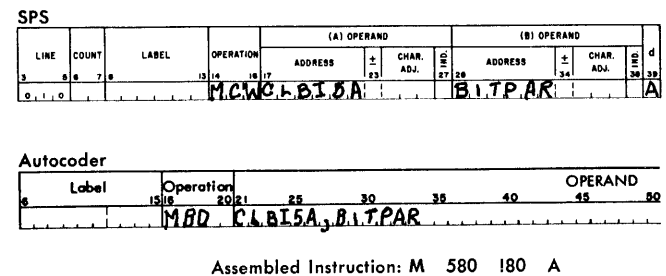 SPS
(A) OPERAND (B) OPERAND
LINE COUNT LABEL OPERATION ADDRESS ± CHAR. ADJ. IND. ADDRESS ± CHAR. ADJ. IND. d
3 5 6 7 8 13 14 16 17 23 27 28 34 38 39
0 1 0 MCW CLBI5A BITPAR A
Autocoder
Label Operation OPERAND
6 15 16 20 21 25 30 35 40 45 50
MBD CLBI5A,BITPAR
Assembled Instruction: M 580 !80 A